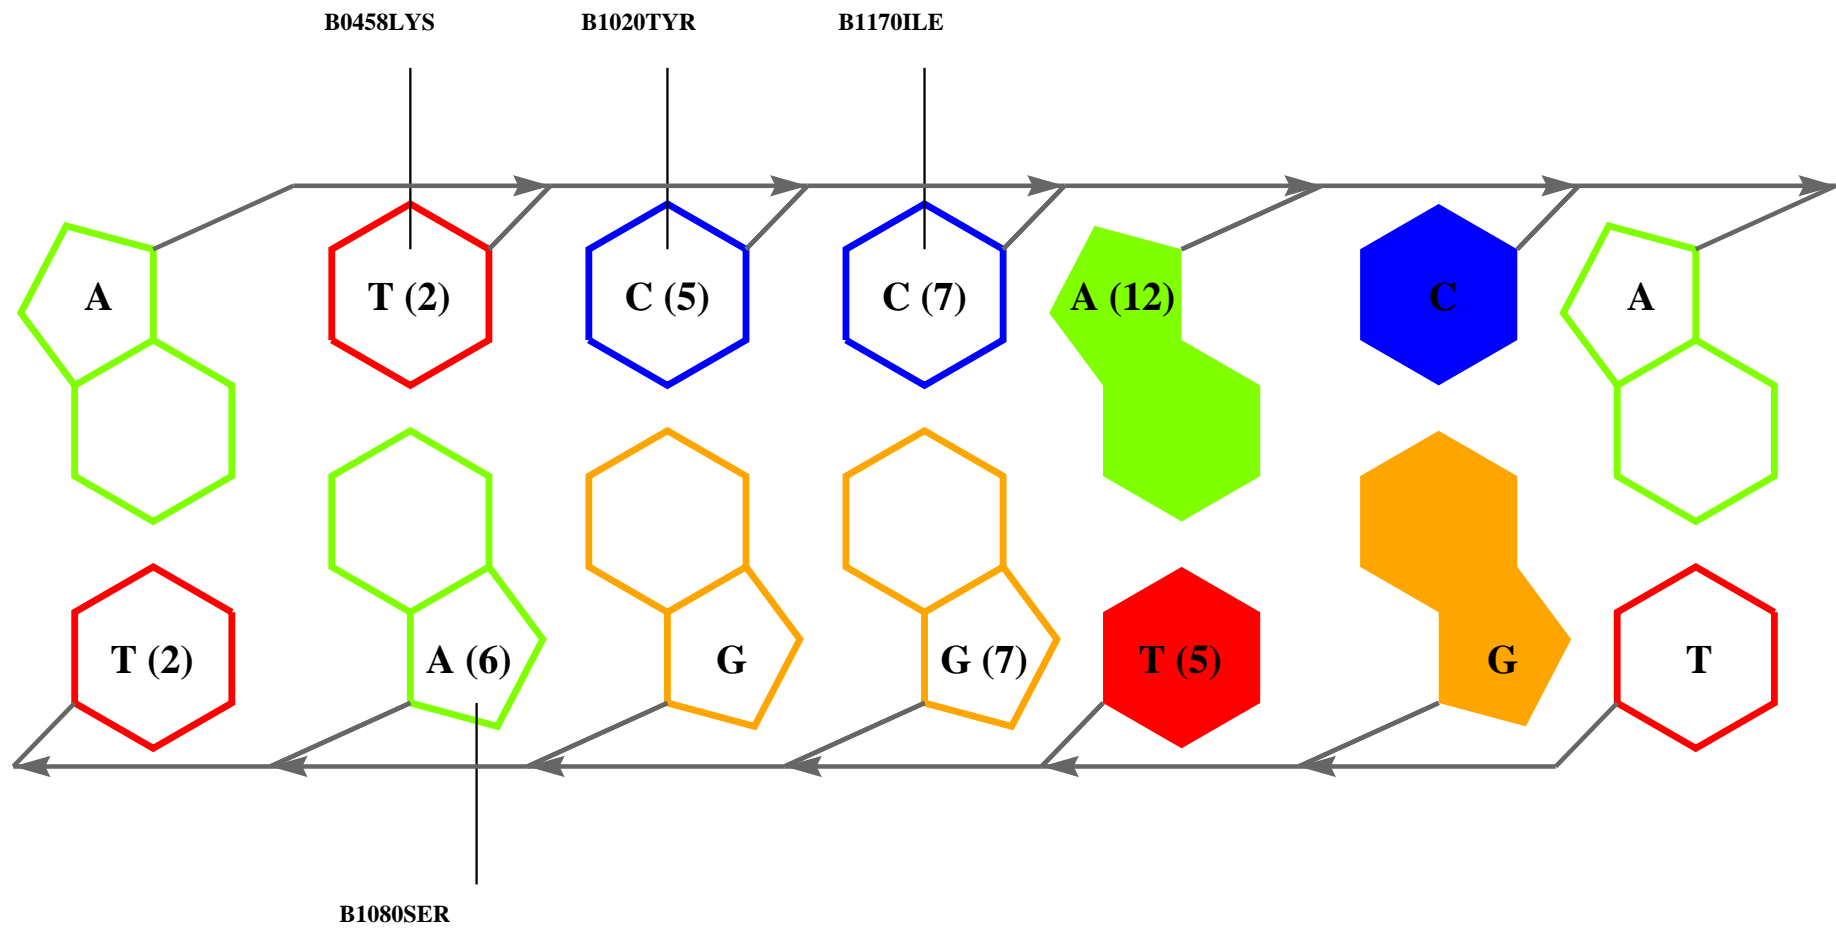 B0458LYS B1020TYR B1170ILE
A T (2) C (5) C (7) A (12) C A
T (2) A (6) G G (7) T (5) G T
B1080SER